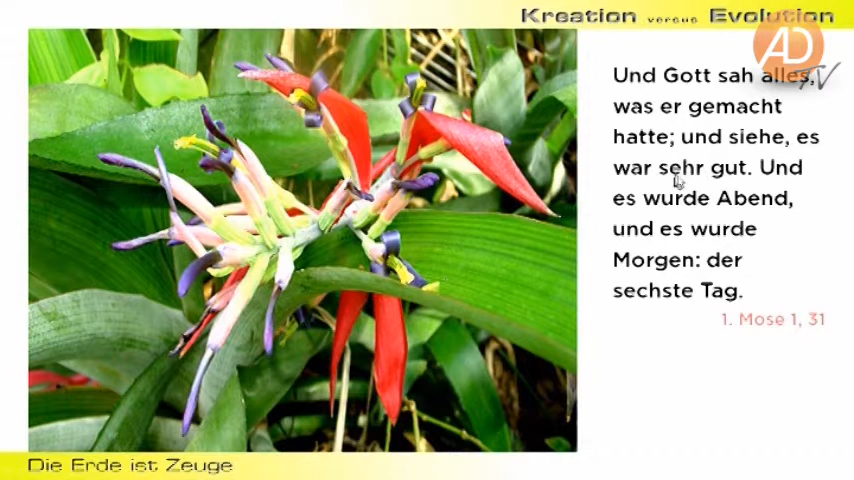 Kreation versus Evolution
AD
TV
Und Gott sah alles,
was er gemacht
hatte; und siehe, es
war sehr gut. Und
es wurde Abend,
und es wurde
Morgen: der
sechste Tag.
1. Mose 1, 31
Die Erde ist Zeuge